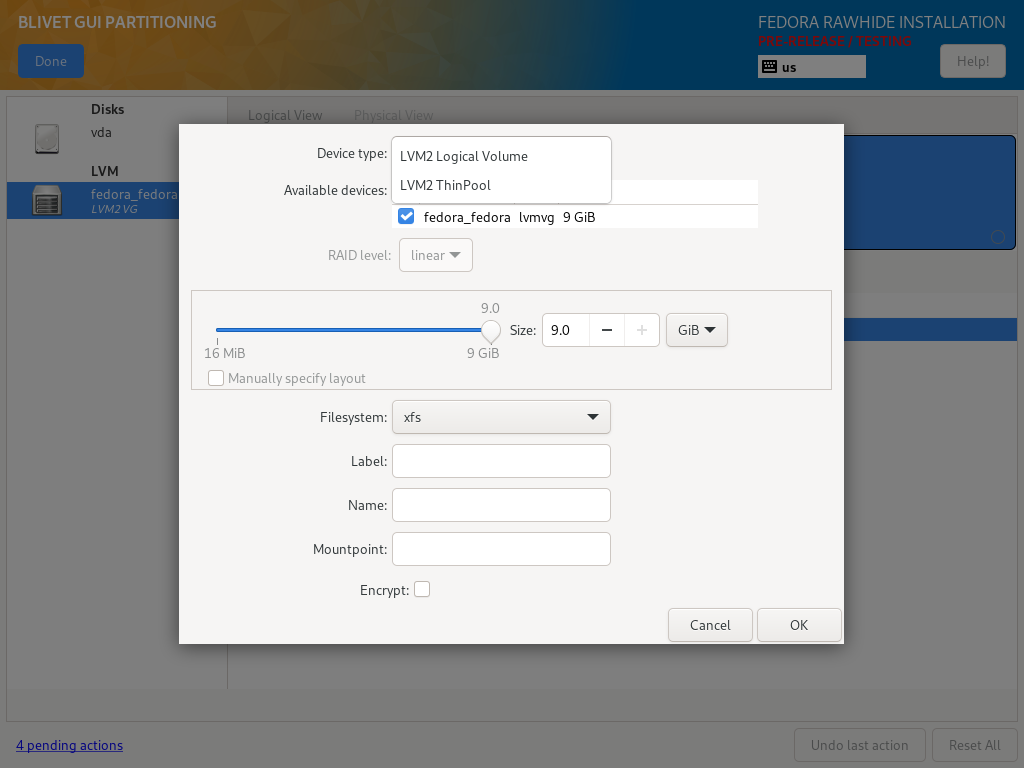 BLIVET GUI PARTITIONING
FEDORA RAWHIDE INSTALLATION
PRE-RELEASE / TESTING
Done
us
Help!
Disks
vda
LVM
fedora_fedora
LVM2 VG
Logical View
Physical View
Device type:
LVM2 Logical Volume
LVM2 ThinPool
Available devices:
fedora_fedora lvmvg 9 GiB
RAID level:
linear
9.0
Size:
9.0
GiB
16 MiB
9 GiB
Manually specify layout
Filesystem:
xfs
Label:
Name:
Mountpoint:
Encrypt:
Cancel
OK
4 pending actions
Undo last action
Reset All